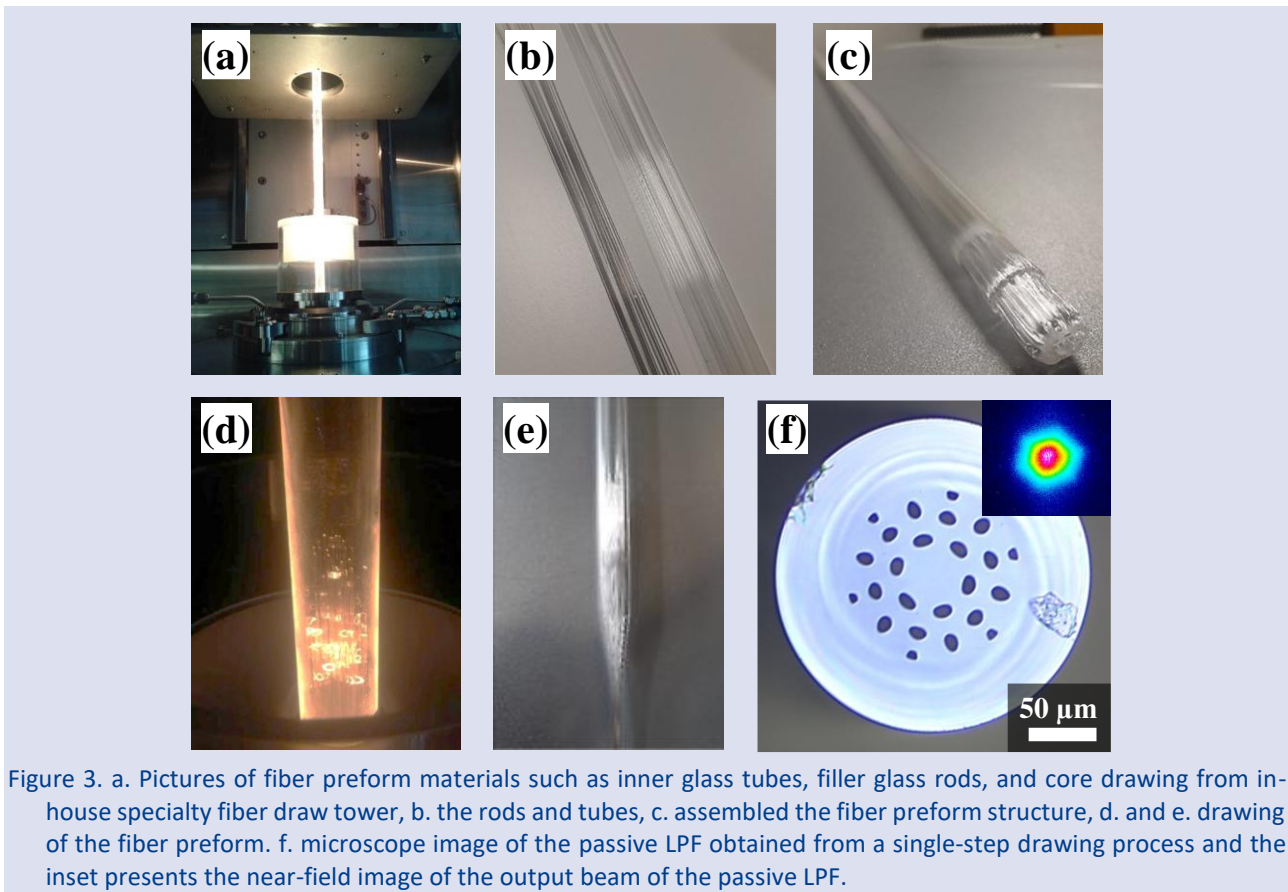 (a)
(b)
(c)
(d)
(e)
(f)
50 µm
Figure 3. a. Pictures of fiber preform materials such as inner glass tubes, filler glass rods, and core drawing from in-
house specialty fiber draw tower, b. the rods and tubes, c. assembled the fiber preform structure, d. and e. drawing
of the fiber preform. f. microscope image of the passive LPF obtained from a single-step drawing process and the
inset presents the near-field image of the output beam of the passive LPF.